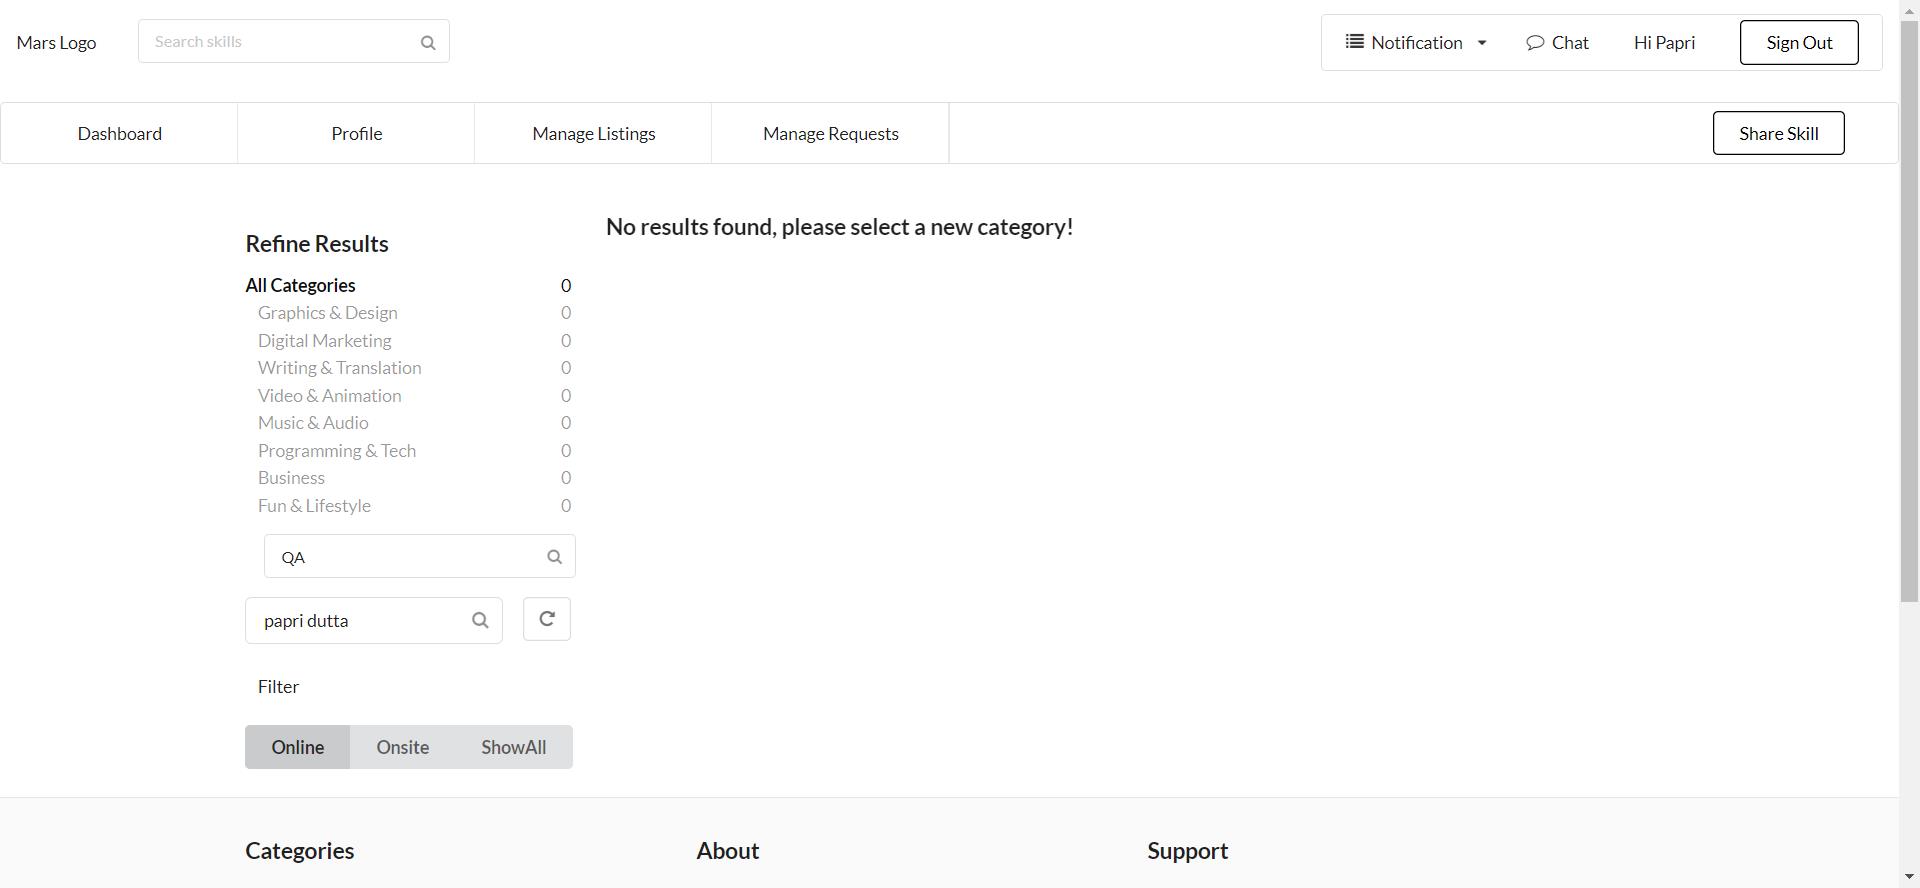 Mars Logo
Search skills
Notification
Chat
Hi Papri
Sign Out
Dashboard
Profile
Manage Listings
Manage Requests
Share Skill
No results found, please select a new category!
Refine Results
All Categories 0
Graphics & Design 0
Digital Marketing 0
Writing & Translation 0
Video & Animation 0
Music & Audio 0
Programming & Tech 0
Business 0
Fun & Lifestyle 0
QA
papri dutta
Filter
Online
Onsite
ShowAll
Categories
About
Support